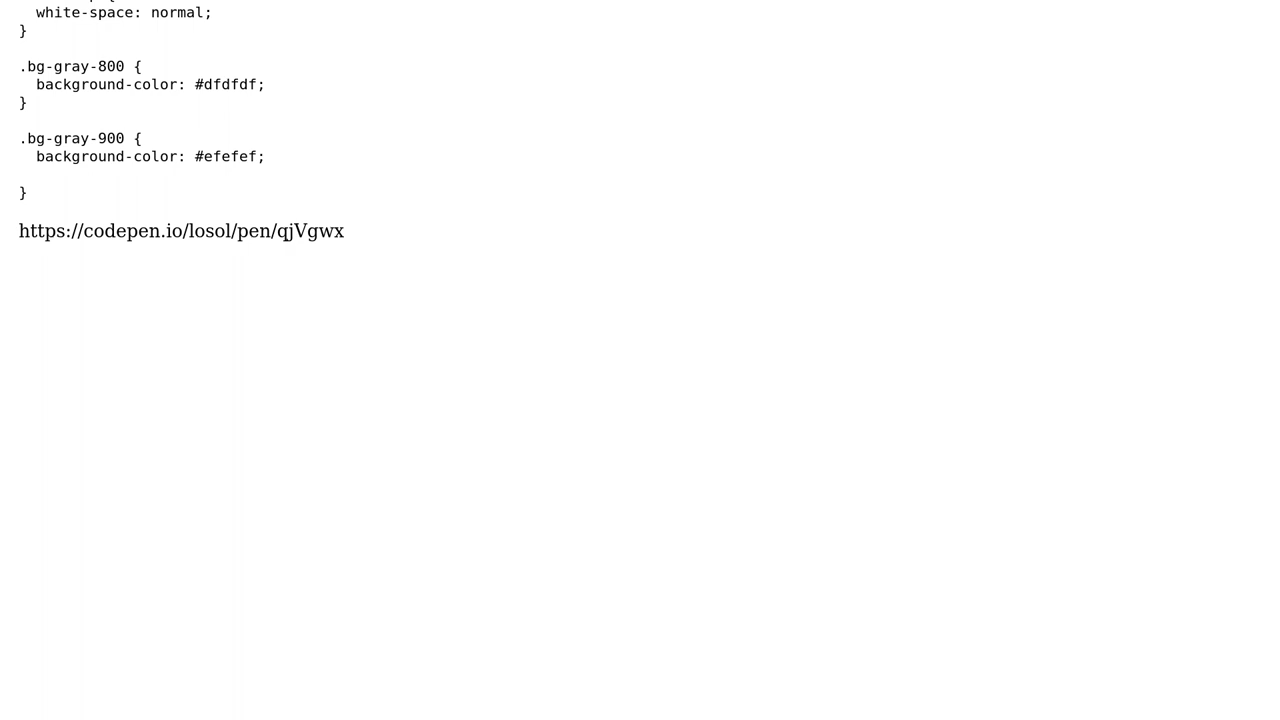 white-space: normal;
}
.bg-gray-800 {
background-color: #dfdfdf;
}
.bg-gray-900 {
background-color: #efefef;
}
https://codepen.io/losol/pen/qjVgwx